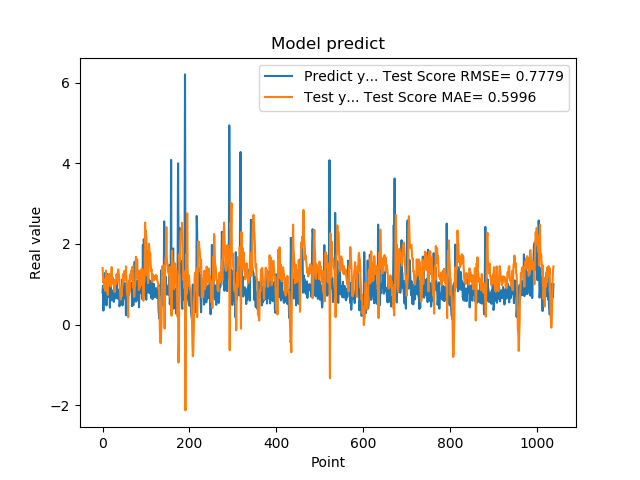 Model predict
Predict y... Test Score RMSE= 0.7779
Test y... Test Score MAE= 0.5996
Real value
6
4
2
0
−2
0 200 400 600 800 1000
Point